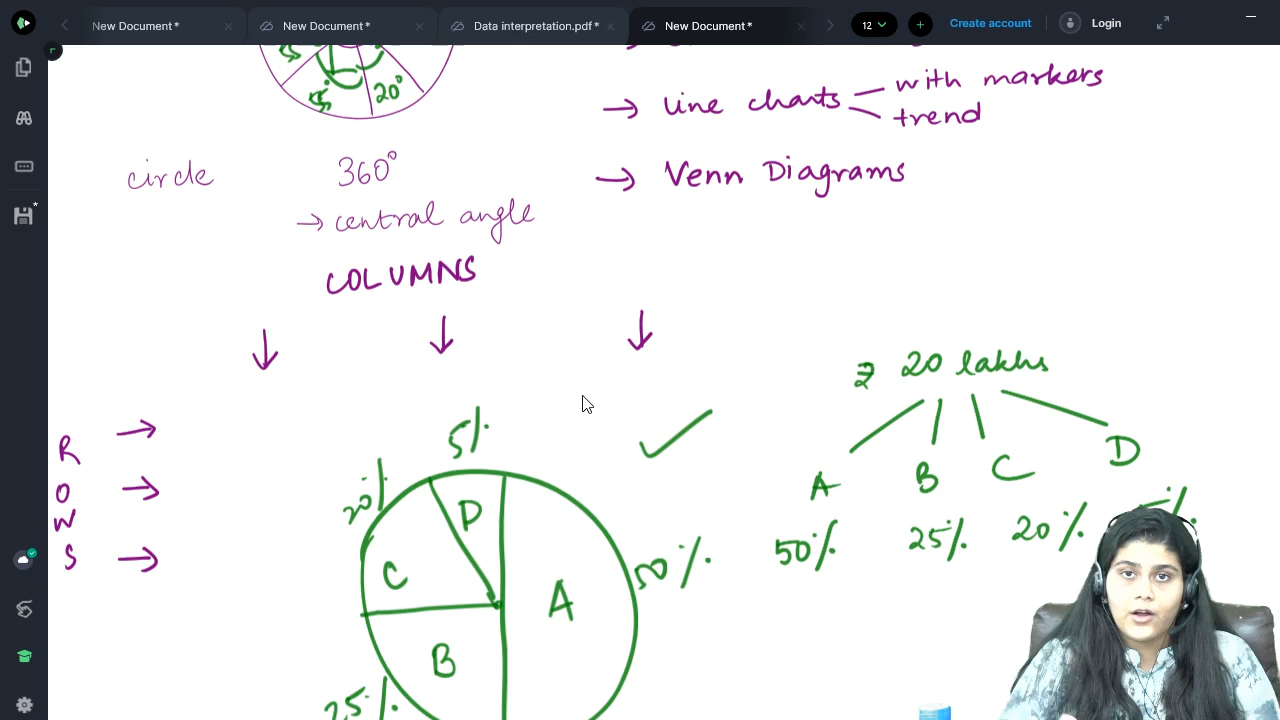 New Document *
New Document *
Data interpretation.pdf *
New Document *
12
Create account
Login
20°
→ line charts
with markers
trend
circle
360°
→ Venn Diagrams
→ central angle
COLUMNS
₹ 20 lakhs
A B C D
50% 25% 20%
5%
20%
D
C
A
50%
B
25%
R
O
W
S